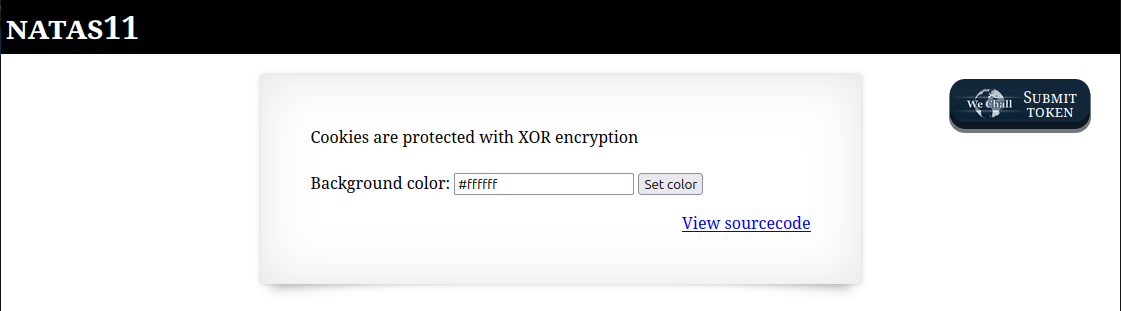 NATAS11
We Chall
SUBMIT
TOKEN
Cookies are protected with XOR encryption
Background color: #ffffff Set color
View sourcecode